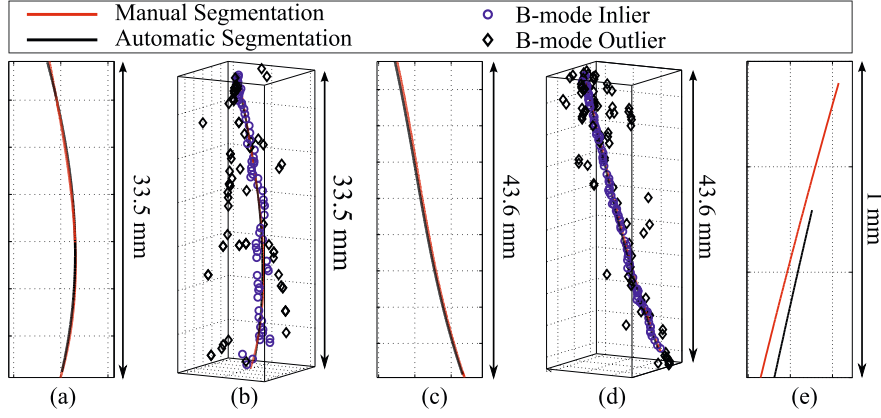 Manual Segmentation
Automatic Segmentation
B-mode Inlier
B-mode Outlier
33.5 mm
33.5 mm
43.6 mm
43.6 mm
1 mm
(a)
(b)
(c)
(d)
(e)